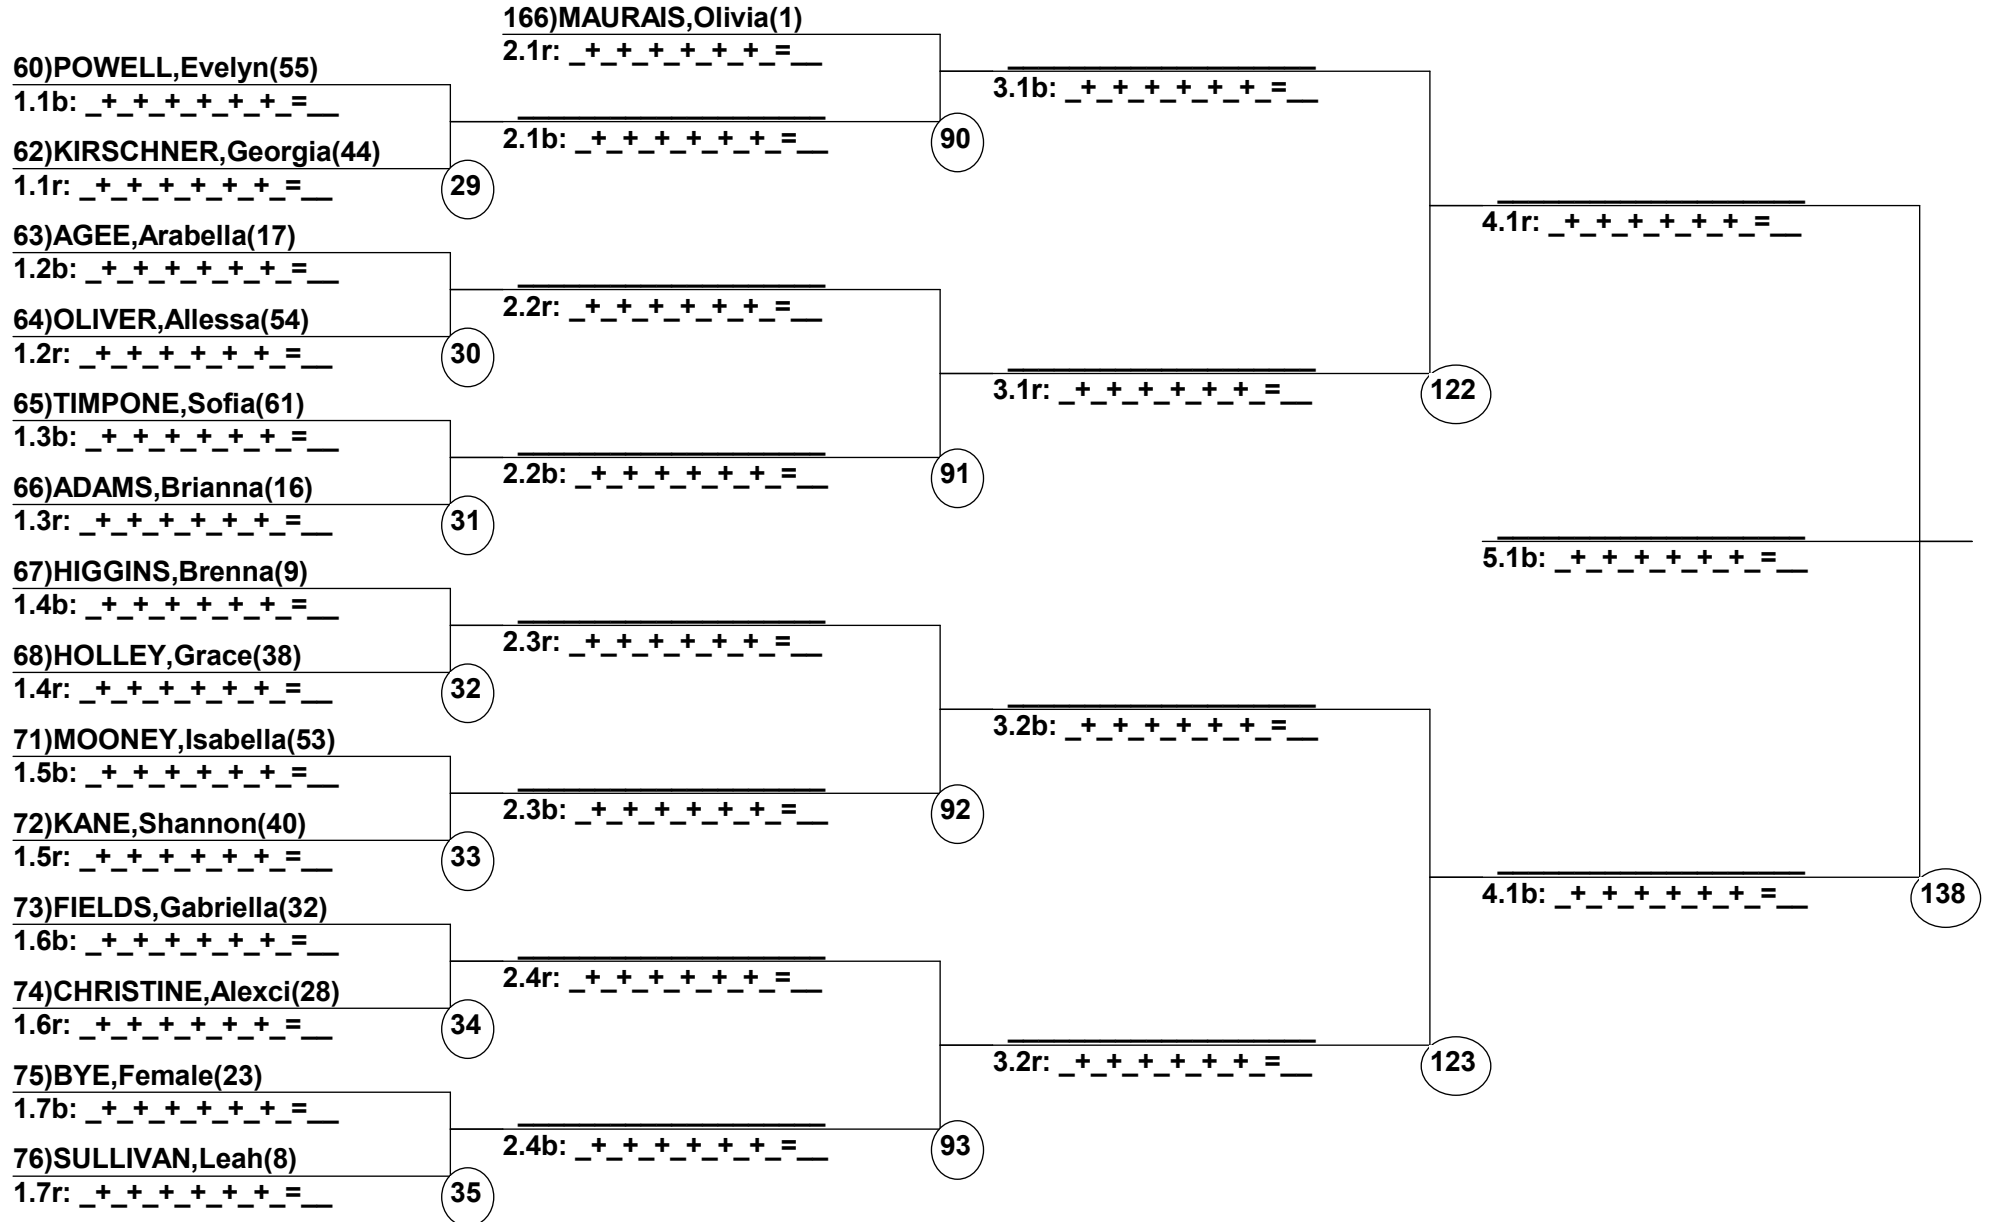 166)MAURAIS,Olivia(1)
2.1r: _+_+_+_+_+_=__
60)POWELL,Evelyn(55)
1.1b: _+_+_+_+_+_=__
3.1b: _+_+_+_+_+_=__
2.1b: _+_+_+_+_+_=__
90
62)KIRSCHNER,Georgia(44)
1.1r: _+_+_+_+_+_=__
29
4.1r: _+_+_+_+_+_=__
63)AGEE,Arabella(17)
1.2b: _+_+_+_+_+_=__
2.2r: _+_+_+_+_+_=__
64)OLIVER,Allessa(54)
1.2r: _+_+_+_+_+_=__
30
3.1r: _+_+_+_+_+_=__
122
65)TIMPONE,Sofia(61)
1.3b: _+_+_+_+_+_=__
2.2b: _+_+_+_+_+_=__
91
66)ADAMS,Brianna(16)
1.3r: _+_+_+_+_+_=__
31
5.1b: _+_+_+_+_+_=__
67)HIGGINS,Brenna(9)
1.4b: _+_+_+_+_+_=__
2.3r: _+_+_+_+_+_=__
68)HOLLEY,Grace(38)
1.4r: _+_+_+_+_+_=__
32
3.2b: _+_+_+_+_+_=__
71)MOONEY,Isabella(53)
1.5b: _+_+_+_+_+_=__
2.3b: _+_+_+_+_+_=__
92
72)KANE,Shannon(40)
1.5r: _+_+_+_+_+_=__
33
4.1b: _+_+_+_+_+_=__
138
73)FIELDS,Gabriella(32)
1.6b: _+_+_+_+_+_=__
2.4r: _+_+_+_+_+_=__
74)CHRISTINE,Alexci(28)
1.6r: _+_+_+_+_+_=__
34
3.2r: _+_+_+_+_+_=__
123
75)BYE,Female(23)
1.7b: _+_+_+_+_+_=__
2.4b: _+_+_+_+_+_=__
93
76)SULLIVAN,Leah(8)
1.7r: _+_+_+_+_+_=__
35